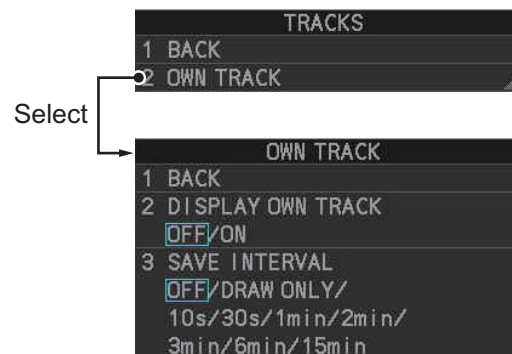 TRACKS
1 BACK
2 OWN TRACK
Select
OWN TRACK
1 BACK
2 DISPLAY OWN TRACK
OFF/ON
3 SAVE INTERVAL
OFF/DRAW ONLY/
10s/30s/1min/2min/
3min/6min/15min